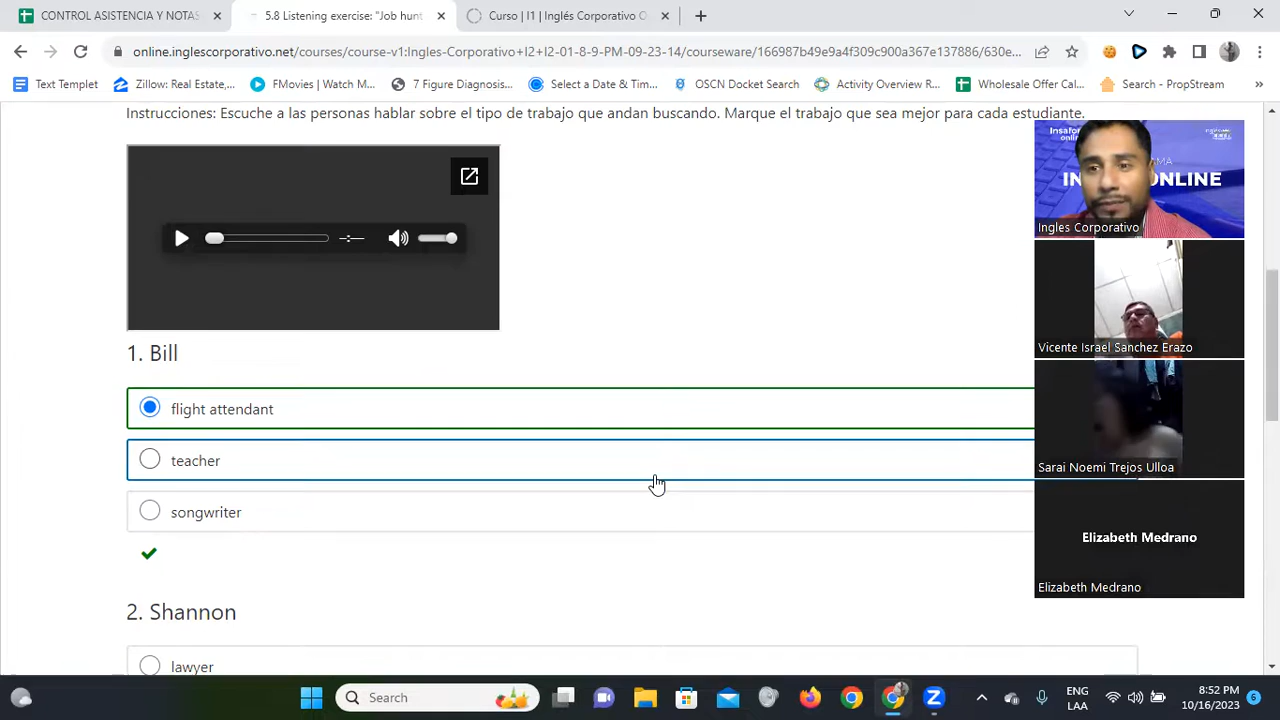 CONTROL ASISTENCIA Y NOTAS
5.8 Listening exercise: "Job hunt
Curso | I1 | Inglés Corporativo O
online.inglescorporativo.net/courses/course-v1:Ingles-Corporativo+I2+I2-01-8-9-PM-09-23-14/courseware/166987b49e9a4f309c900a367e137886/630e...
Text Templet
Zillow: Real Estate,...
FMovies | Watch M...
7 Figure Diagnosis...
Select a Date & Tim...
OSCN Docket Search
Activity Overview R...
Wholesale Offer Cal...
Search - PropStream
Instrucciones: Escuche a las personas hablar sobre el tipo de trabajo que andan buscando. Marque el trabajo que sea mejor para cada estudiante.
Ingles Corporativo
Vicente Israel Sanchez Erazo
1. Bill
flight attendant
teacher
Sarai Noemi Trejos Ulloa
songwriter
Elizabeth Medrano
Elizabeth Medrano
2. Shannon
lawyer
Search
ENG
LAA
8:52 PM
10/16/2023
6